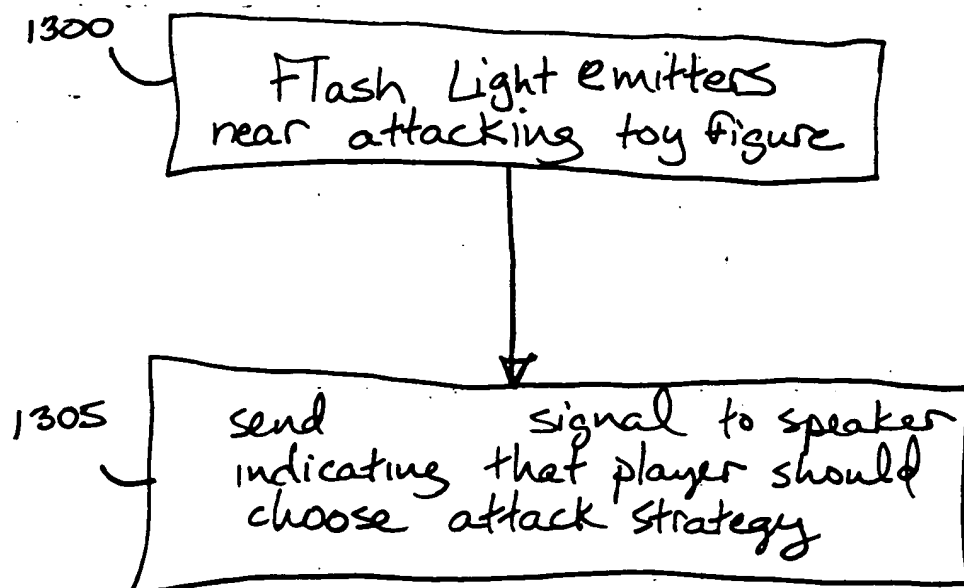 1300
Flash Light emitters
near attacking toy figure
1305
send signal to speaker
indicating that player should
choose attack strategy